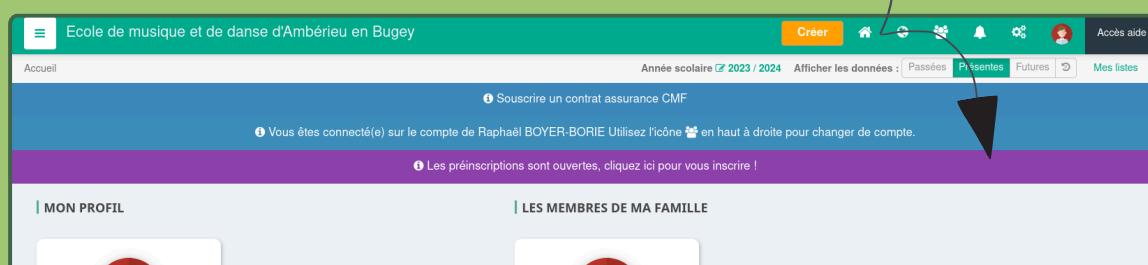 Ecole de musique et de danse d'Ambérieu en Bugey
Créer
Accès aide
Accueil
Année scolaire 2023 / 2024 Afficher les données : Passées Présentes Futures
Mes listes
Souscrire un contrat assurance CMF
Vous êtes connecté(e) sur le compte de Raphaël BOYER-BORIE Utilisez l'icône en haut à droite pour changer de compte.
Les préinscriptions sont ouvertes, cliquez ici pour vous inscrire !
MON PROFIL
LES MEMBRES DE MA FAMILLE